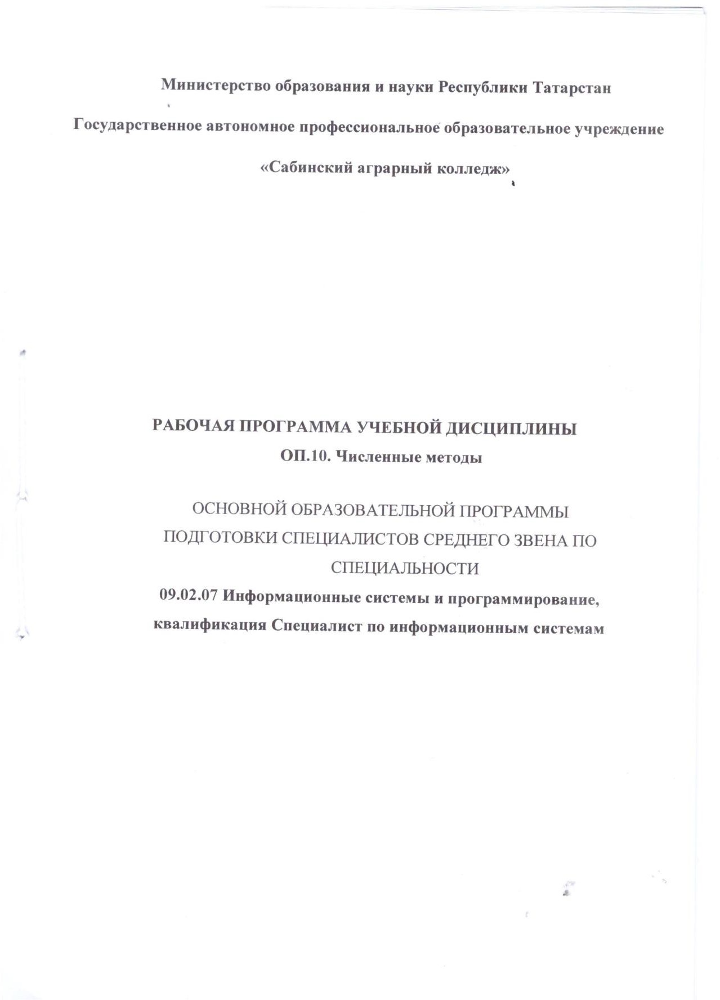 Министерство образования и науки Республики Татарстан
Государственное автономное профессиональное образовательное учреждение
«Сабинский аграрный колледж»
РАБОЧАЯ ПРОГРАММА УЧЕБНОЙ ДИСЦИПЛИНЫ
ОП.10. Численные методы
ОСНОВНОЙ ОБРАЗОВАТЕЛЬНОЙ ПРОГРАММЫ
ПОДГОТОВКИ СПЕЦИАЛИСТОВ СРЕДНЕГО ЗВЕНА ПО
СПЕЦИАЛЬНОСТИ
09.02.07 Информационные системы и программирование,
квалификация Специалист по информационным системам